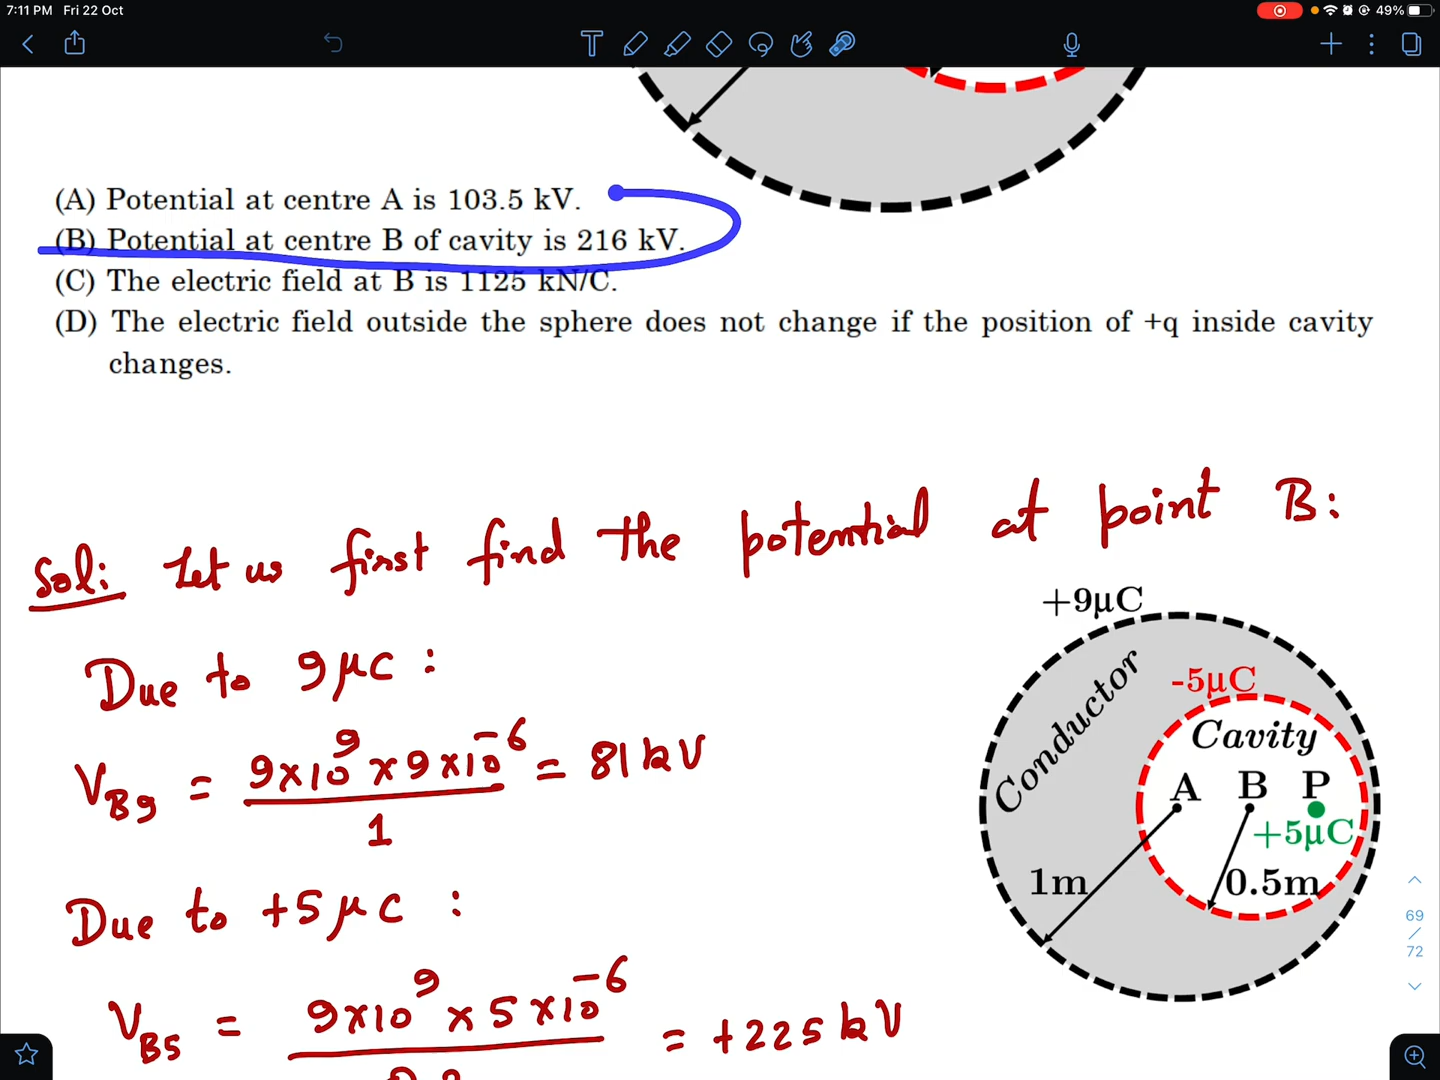 7:11 PM Fri 22 Oct
49%
(A) Potential at centre A is 103.5 kV.
(B) Potential at centre B of cavity is 216 kV.
(C) The electric field at B is 1125 kN/C.
(D) The electric field outside the sphere does not change if the position of +q inside cavity
changes.
Sol: Let us first find the potential at point B:
Due to 9μc :
V_B9 = 9×10^9 × 9×10^-6 / 1 = 81 kV
Due to +5μc :
V_B5 = 9×10^9 × 5×10^-6 = +225 kV
+9μC
Conductor
-5μC
Cavity
A B P
+5μC
1m
0.5m
69
/
72